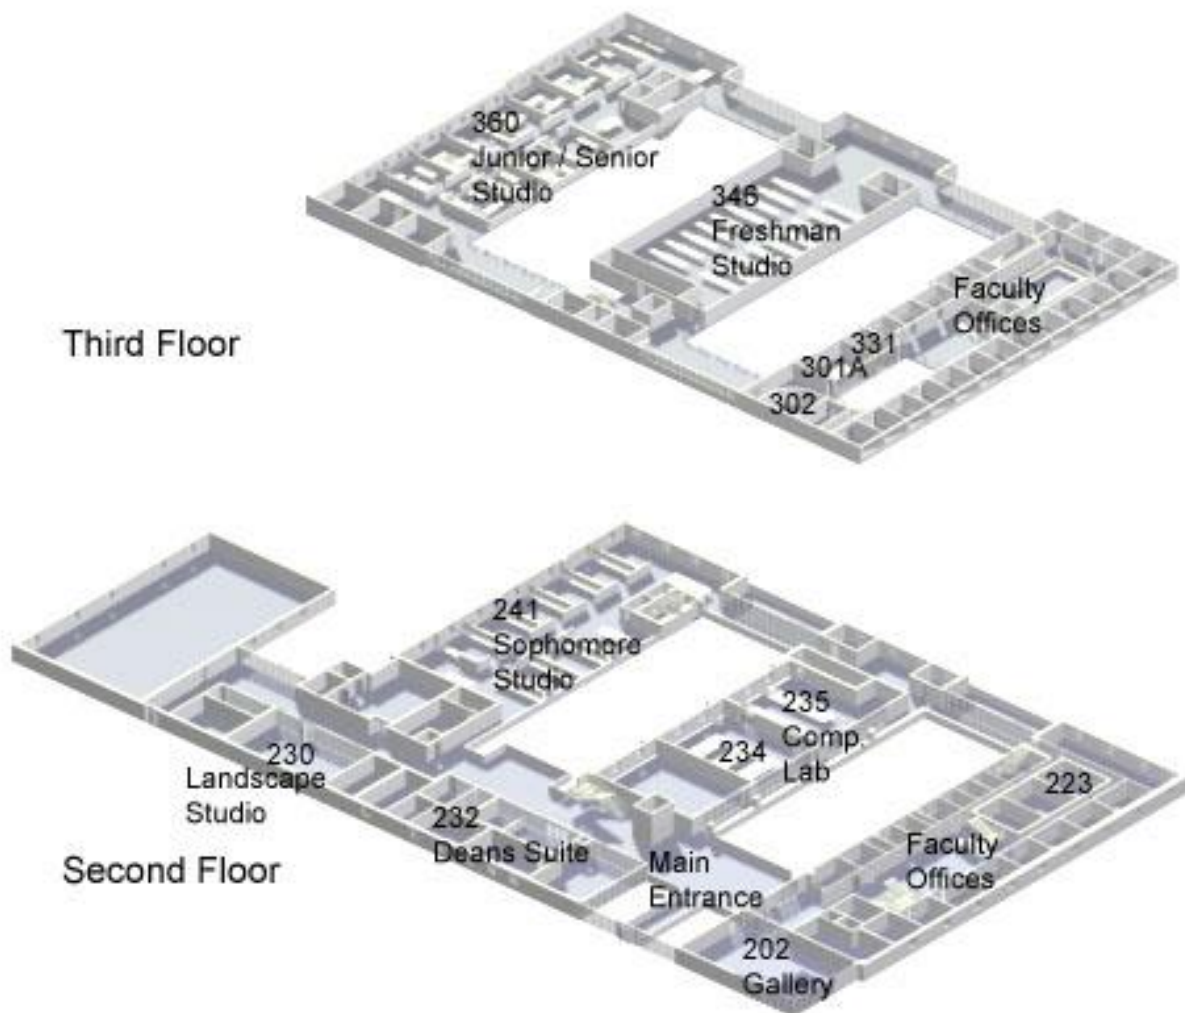 360
Junior / Senior
Studio
346
Freshman
Studio
Faculty
Offices
331
301A
302
Third Floor
241
Sophomore
Studio
235
Comp
Lab
234
223
230
Landscape
Studio
232
Deans Suite
Main
Entrance
Faculty
Offices
Second Floor
202
Gallery